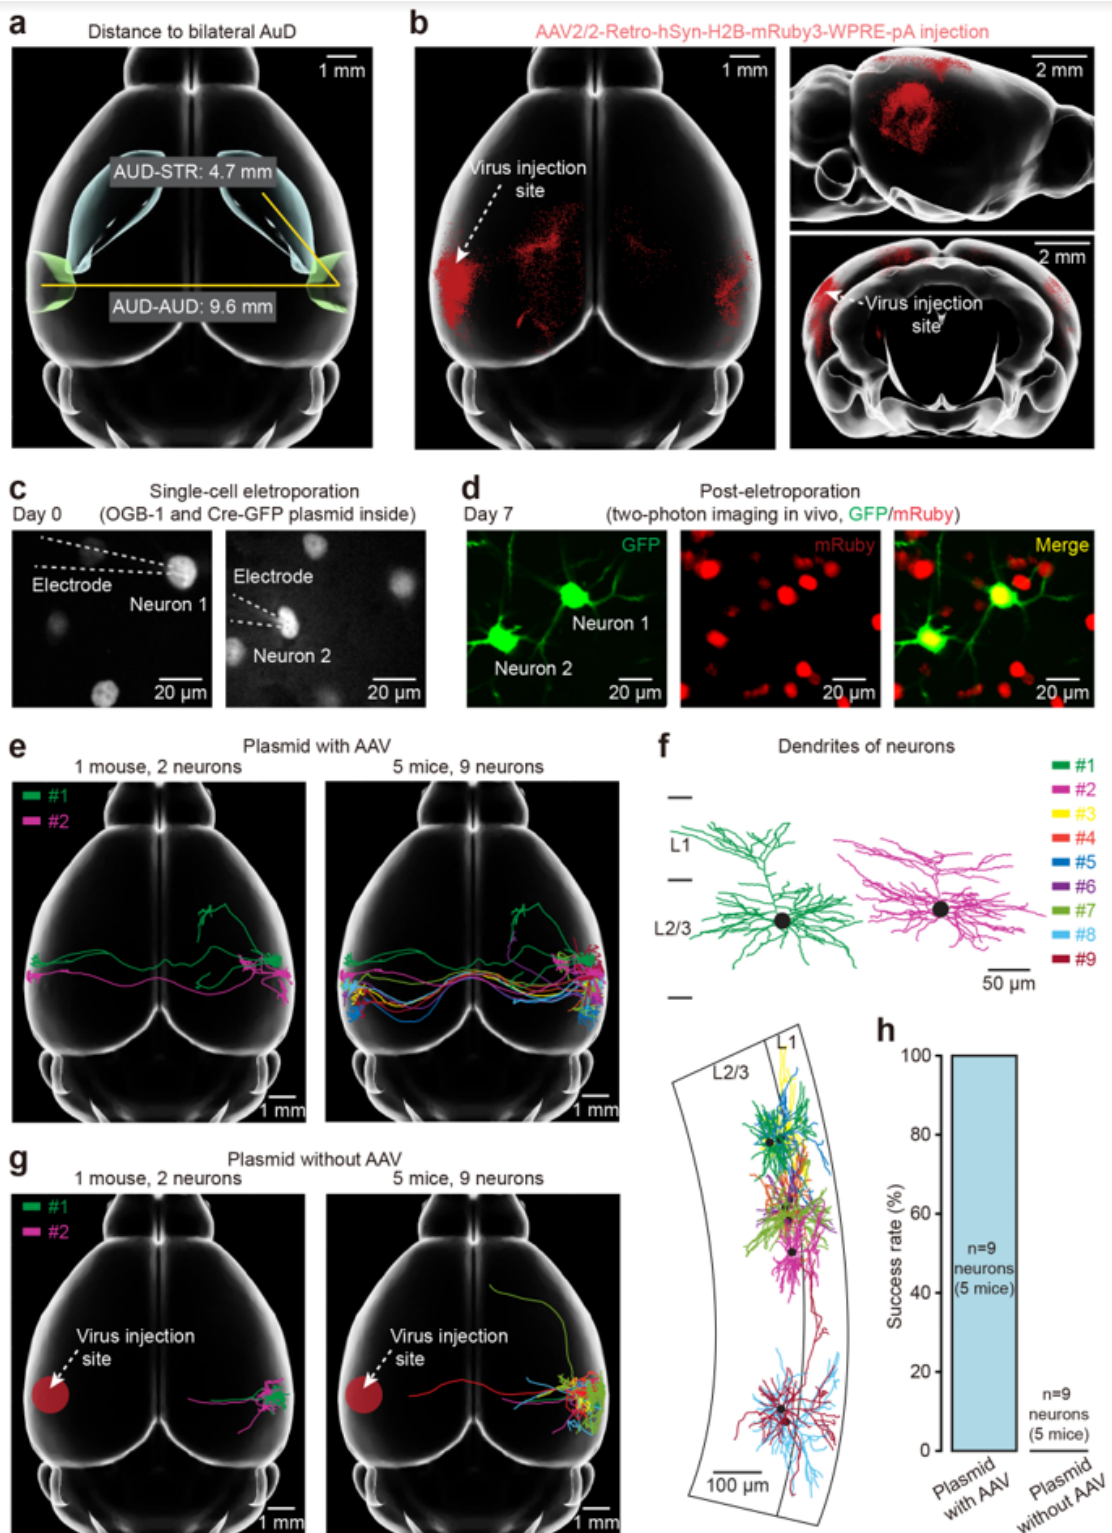 a
Distance to bilateral AuD
1 mm
AUD-STR: 4.7 mm
AUD-AUD: 9.6 mm
b
AAV2/2-Retro-hSyn-H2B-mRuby3-WPRE-pA injection
1 mm
Virus injection
site
2 mm
2 mm
Virus injection
site
c
Single-cell eletroporation
Day 0 (OGB-1 and Cre-GFP plasmid inside)
Electrode
Neuron 1
20 µm
Electrode
Neuron 2
20 µm
d
Post-eletroporation
Day 7 (two-photon imaging in vivo, GFP/mRuby)
GFP
Neuron 1
Neuron 2
20 µm
mRuby
20 µm
Merge
20 µm
e
Plasmid with AAV
1 mouse, 2 neurons
#1
#2
1 mm
5 mice, 9 neurons
1 mm
f
Dendrites of neurons
#1
#2
#3
#4
#5
#6
#7
#8
#9
L1
L2/3
50 µm
L2/3
L1
100 µm
g
Plasmid without AAV
1 mouse, 2 neurons
#1
#2
Virus injection
site
1 mm
5 mice, 9 neurons
Virus injection
site
1 mm
h
Success rate (%)
100
80
60
40
20
0
n=9
neurons
(5 mice)
n=9
neurons
(5 mice)
Plasmid
with AAV
Plasmid
without AAV